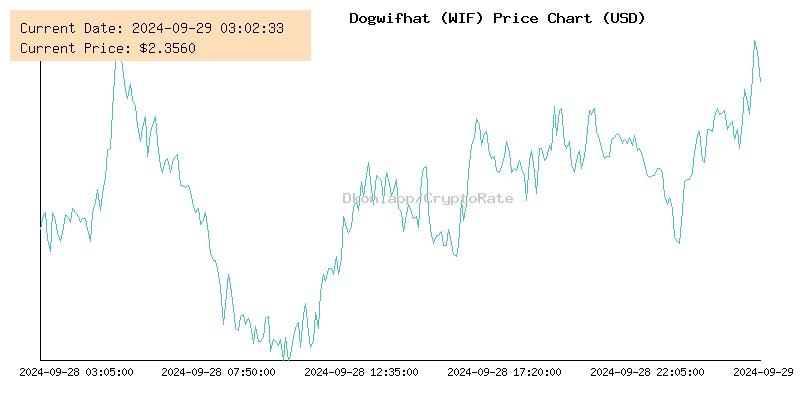 Dogwifhat (WIF) Price Chart (USD)
Current Date: 2024-09-29 03:02:33
Current Price: $2.3560
Dkon.app/CryptoRate
2024-09-28 03:05:00
2024-09-28 07:50:00
2024-09-28 12:35:00
2024-09-28 17:20:00
2024-09-28 22:05:00
2024-09-29